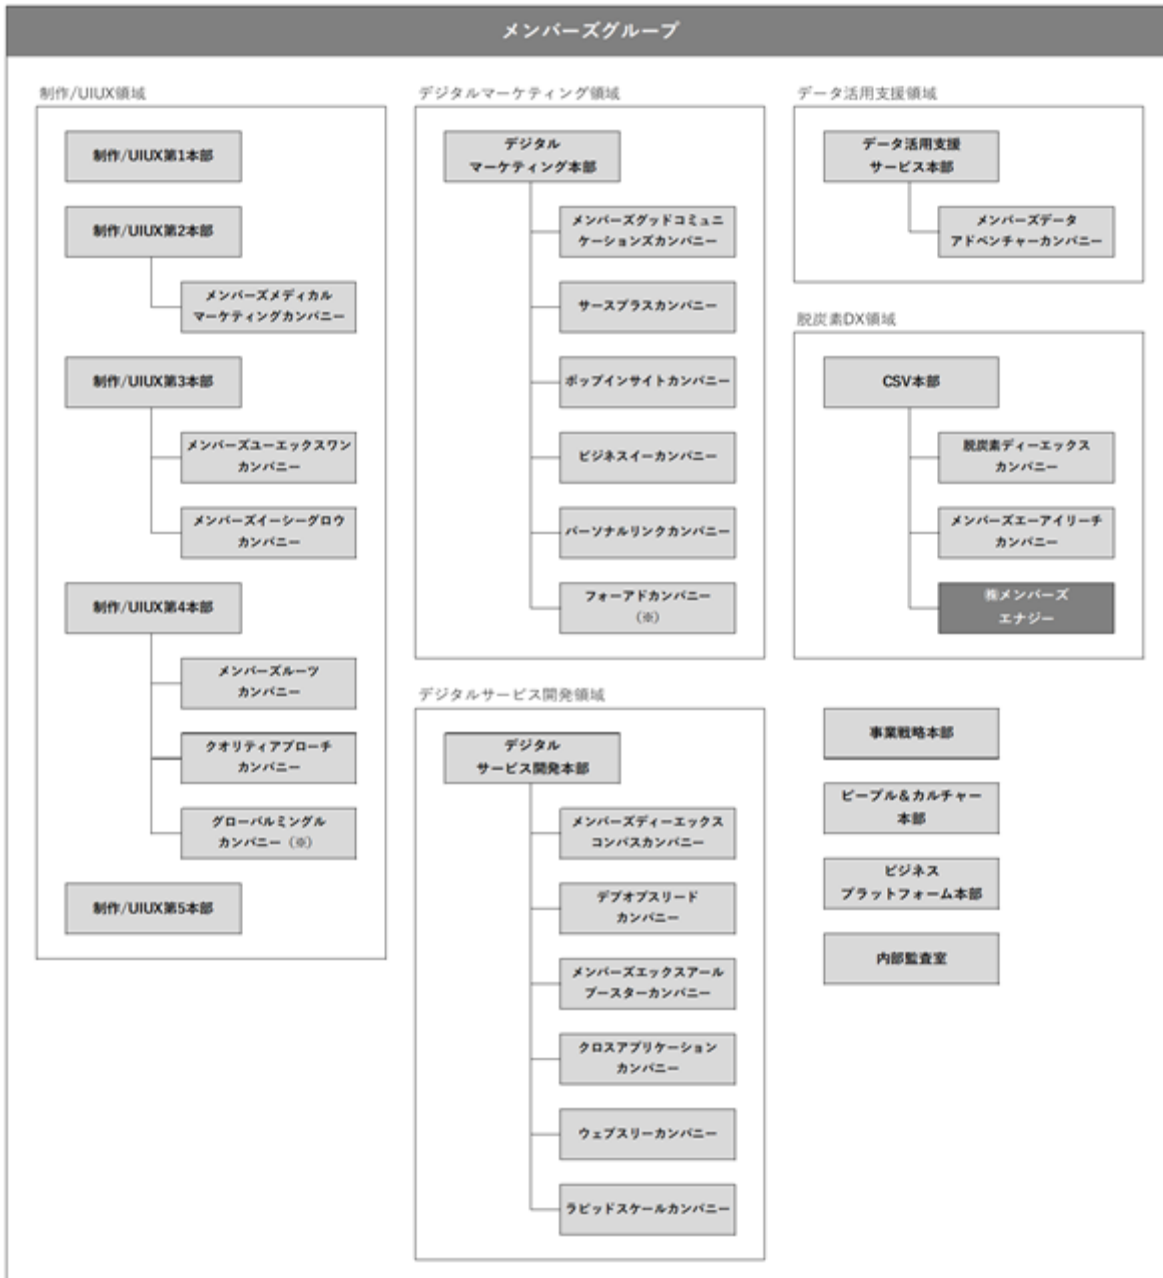 メンバーズグループ
制作/UIUX領域
制作/UIUX第1本部
制作/UIUX第2本部
メンバーズメディカル
マーケティングカンパニー
制作/UIUX第3本部
メンバーズユーエックスワン
カンパニー
メンバーズイーシーグロウ
カンパニー
制作/UIUX第4本部
メンバーズルーツ
カンパニー
クオリティアプローチ
カンパニー
グローバルミングル
カンパニー（※）
制作/UIUX第5本部
デジタルマーケティング領域
デジタル
マーケティング本部
メンバーズグッドコミュニ
ケーションズカンパニー
サースプラスカンパニー
ポップインサイトカンパニー
ビジネスイーカンパニー
パーソナルリンクカンパニー
フォーアドカンパニー
（※）
デジタルサービス開発領域
デジタル
サービス開発本部
メンバーズディーエックス
コンパスカンパニー
デブオプスリード
カンパニー
メンバーズエックスアール
ブースターカンパニー
クロスアプリケーション
カンパニー
ウェブスリーカンパニー
ラピッドスケールカンパニー
データ活用支援領域
データ活用支援
サービス本部
メンバーズデータ
アドベンチャーカンパニー
脱炭素DX領域
CSV本部
脱炭素ディーエックス
カンパニー
メンバーズエーアイリーチ
カンパニー
㈱メンバーズ
エナジー
事業戦略本部
ピープル＆カルチャー
本部
ビジネス
プラットフォーム本部
内部監査室